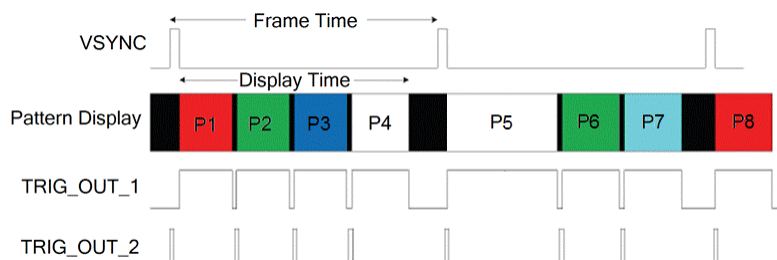 Frame Time
VSYNC
Display Time
Pattern Display P1 P2 P3 P4 P5 P6 P7 P8
TRIG_OUT_1
TRIG_OUT_2